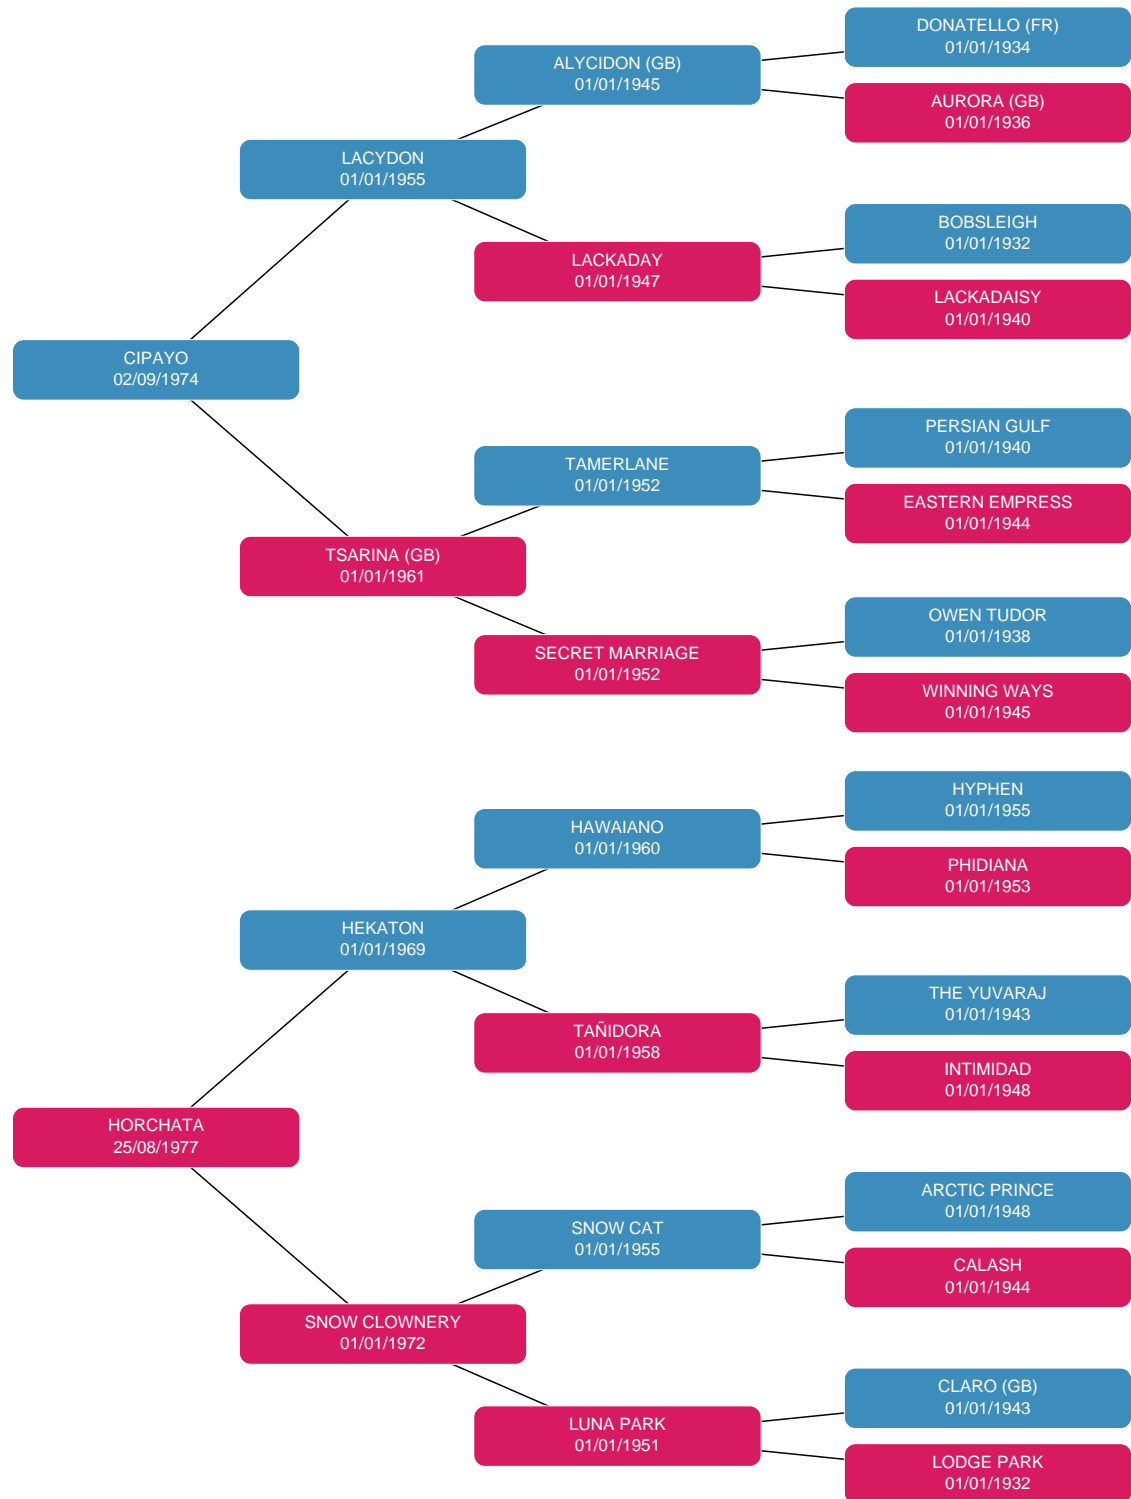 DONATELLO (FR)
01/01/1934
ALYCIDON (GB)
01/01/1945
AURORA (GB)
01/01/1936
LACYDON
01/01/1955
BOBSLEIGH
01/01/1932
LACKADAY
01/01/1947
LACKADAISY
01/01/1940
CIPAYO
02/09/1974
PERSIAN GULF
01/01/1940
TAMERLANE
01/01/1952
EASTERN EMPRESS
01/01/1944
TSARINA (GB)
01/01/1961
OWEN TUDOR
01/01/1938
SECRET MARRIAGE
01/01/1952
WINNING WAYS
01/01/1945
HYPHEN
01/01/1955
HAWAIANO
01/01/1960
PHIDIANA
01/01/1953
HEKATON
01/01/1969
THE YUVARAJ
01/01/1943
TAÑIDORA
01/01/1958
INTIMIDAD
01/01/1948
HORCHATA
25/08/1977
ARCTIC PRINCE
01/01/1948
SNOW CAT
01/01/1955
CALASH
01/01/1944
SNOW CLOWNERY
01/01/1972
CLARO (GB)
01/01/1943
LUNA PARK
01/01/1951
LODGE PARK
01/01/1932